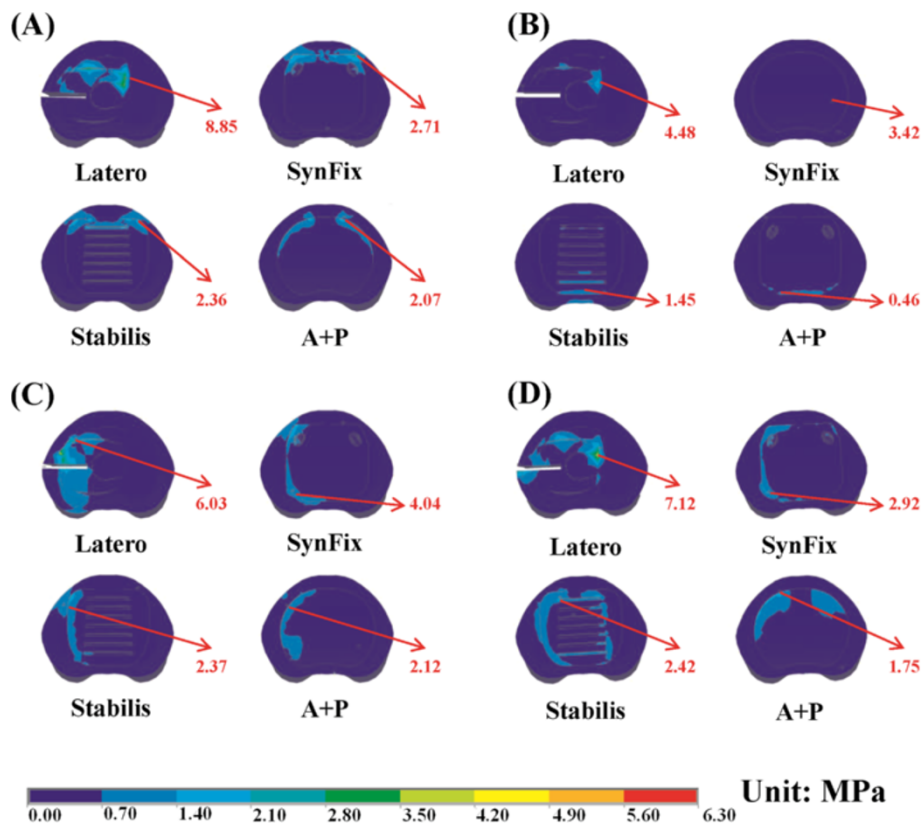 (A)
(B)
8.85
2.71
4.48
3.42
Latero
SynFix
Latero
SynFix
2.36
2.07
1.45
0.46
Stabilis
A+P
Stabilis
A+P
(C)
(D)
6.03
4.04
7.12
2.92
Latero
SynFix
Latero
SynFix
2.37
2.12
2.42
1.75
Stabilis
A+P
Stabilis
A+P
Unit: MPa
0.00 0.70 1.40 2.10 2.80 3.50 4.20 4.90 5.60 6.30